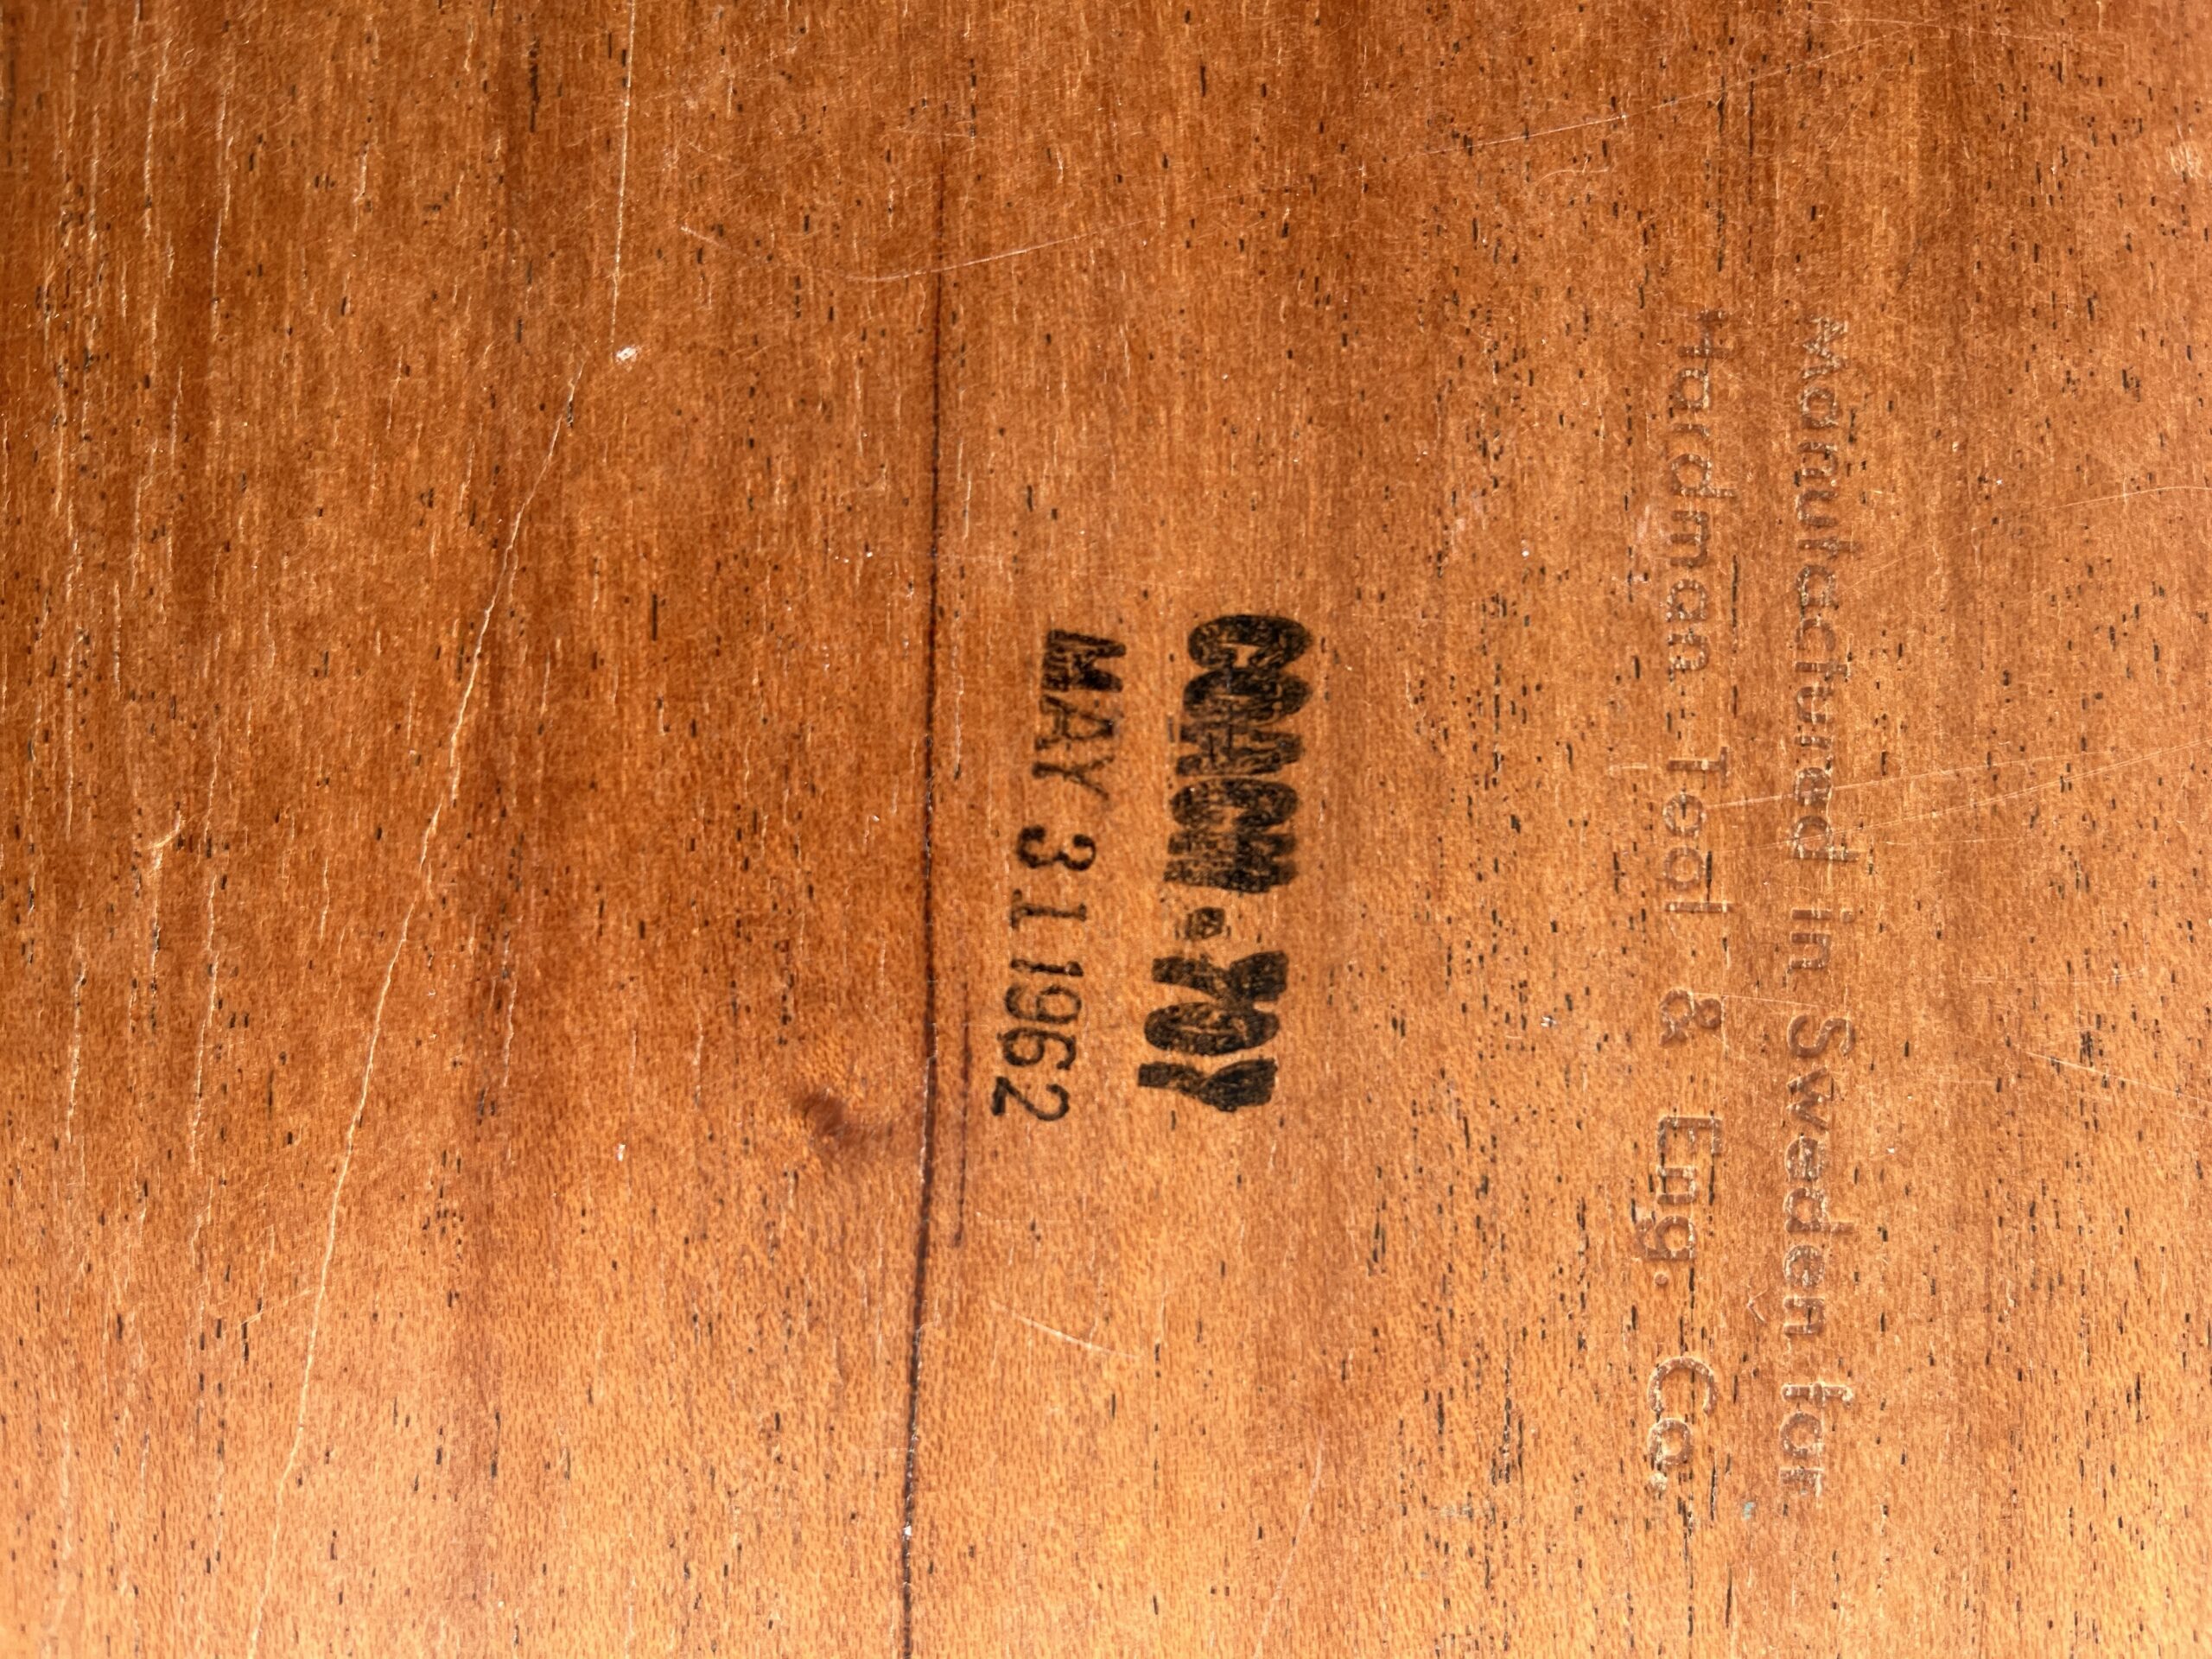 Manufactured in Sweden for
Hardman Tool & Eng. Co.
MAY 31 1962